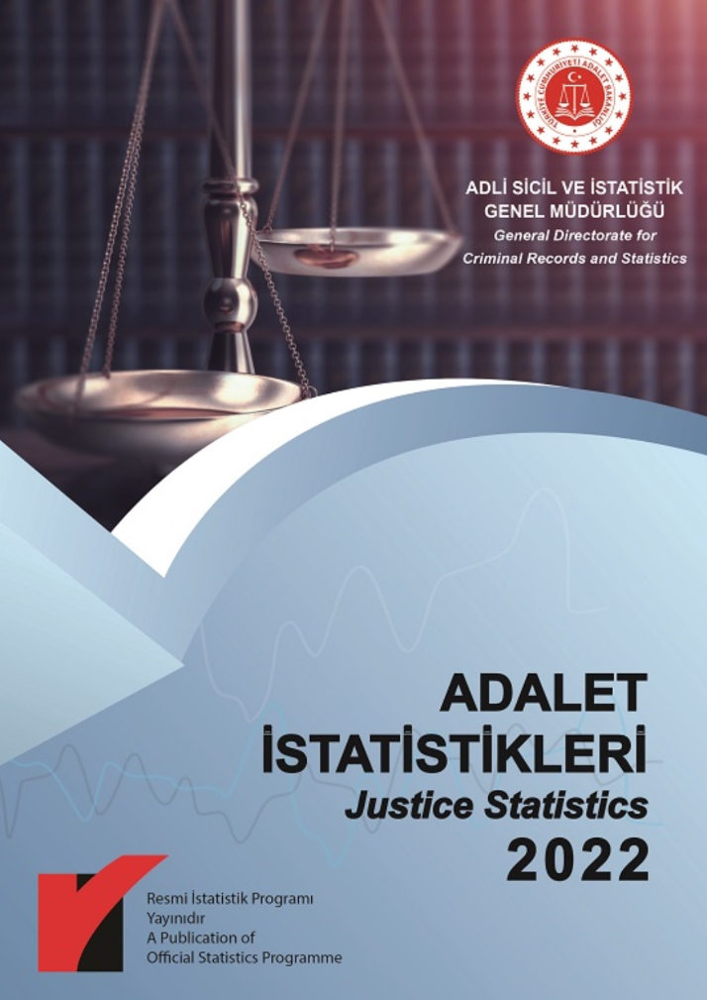 TÜRKİYE CUMHURİYETİ ADALET BAKANLIĞI
ADLİ SİCİL VE İSTATİSTİK
GENEL MÜDÜRLÜĞÜ
General Directorate for
Criminal Records and Statistics
ADALET
İSTATİSTİKLERİ
Justice Statistics
2022
Resmi İstatistik Programı
Yayınıdır
A Publication of
Official Statistics Programme